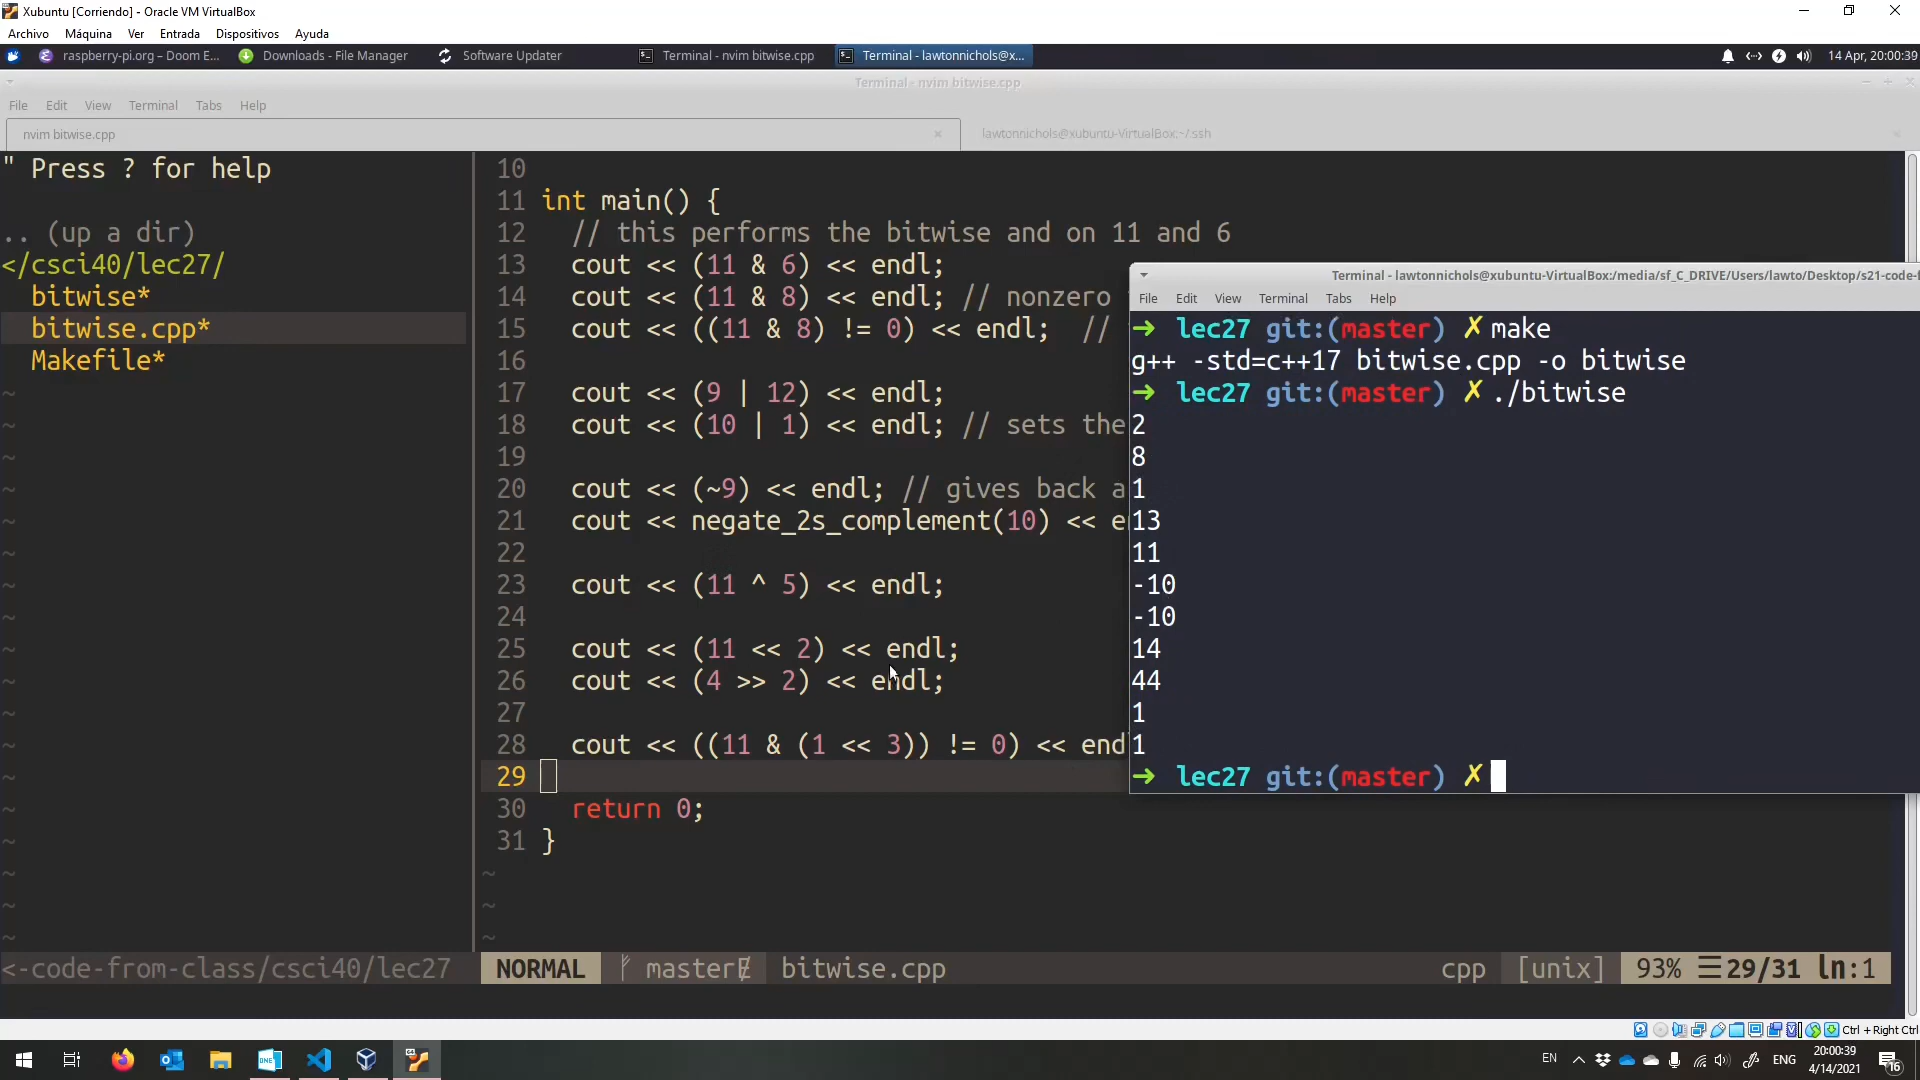 Xubuntu [Corriendo] - Oracle VM VirtualBox
Archivo Máquina Ver Entrada Dispositivos Ayuda
raspberry-pi.org – Doom E... Downloads - File Manager Software Updater Terminal - nvim bitwise.cpp Terminal - lawtonnichols@x... 14 Apr, 20:00:39
Terminal - nvim bitwise.cpp
File Edit View Terminal Tabs Help
nvim bitwise.cpp
lawtonnichols@xubuntu-VirtualBox:~/.ssh
" Press ? for help
.. (up a dir)
</csci40/lec27/
bitwise*
bitwise.cpp*
Makefile*
10
11 int main() {
12 // this performs the bitwise and on 11 and 6
13 cout << (11 & 6) << endl;
14 cout << (11 & 8) << endl; // nonzero
15 cout << ((11 & 8) != 0) << endl; //
16
17 cout << (9 | 12) << endl;
18 cout << (10 | 1) << endl; // sets the
19
20 cout << (~9) << endl; // gives back a
21 cout << negate_2s_complement(10) << e
22
23 cout << (11 ^ 5) << endl;
24
25 cout << (11 << 2) << endl;
26 cout << (4 >> 2) << endl;
27
28 cout << ((11 & (1 << 3)) != 0) << end
29
30 return 0;
31 }
Terminal - lawtonnichols@xubuntu-VirtualBox:/media/sf_C_DRIVE/Users/lawto/Desktop/s21-code-f
File Edit View Terminal Tabs Help
➜ lec27 git:(master) ✗ make
g++ -std=c++17 bitwise.cpp -o bitwise
➜ lec27 git:(master) ✗ ./bitwise
2
8
1
13
11
-10
-10
14
44
1
1
➜ lec27 git:(master) ✗
<-code-from-class/csci40/lec27 NORMAL master bitwise.cpp cpp [unix] 93% ☰29/31 ln:1
Ctrl + Right Ctrl
EN ENG 20:00:39
4/14/2021
16